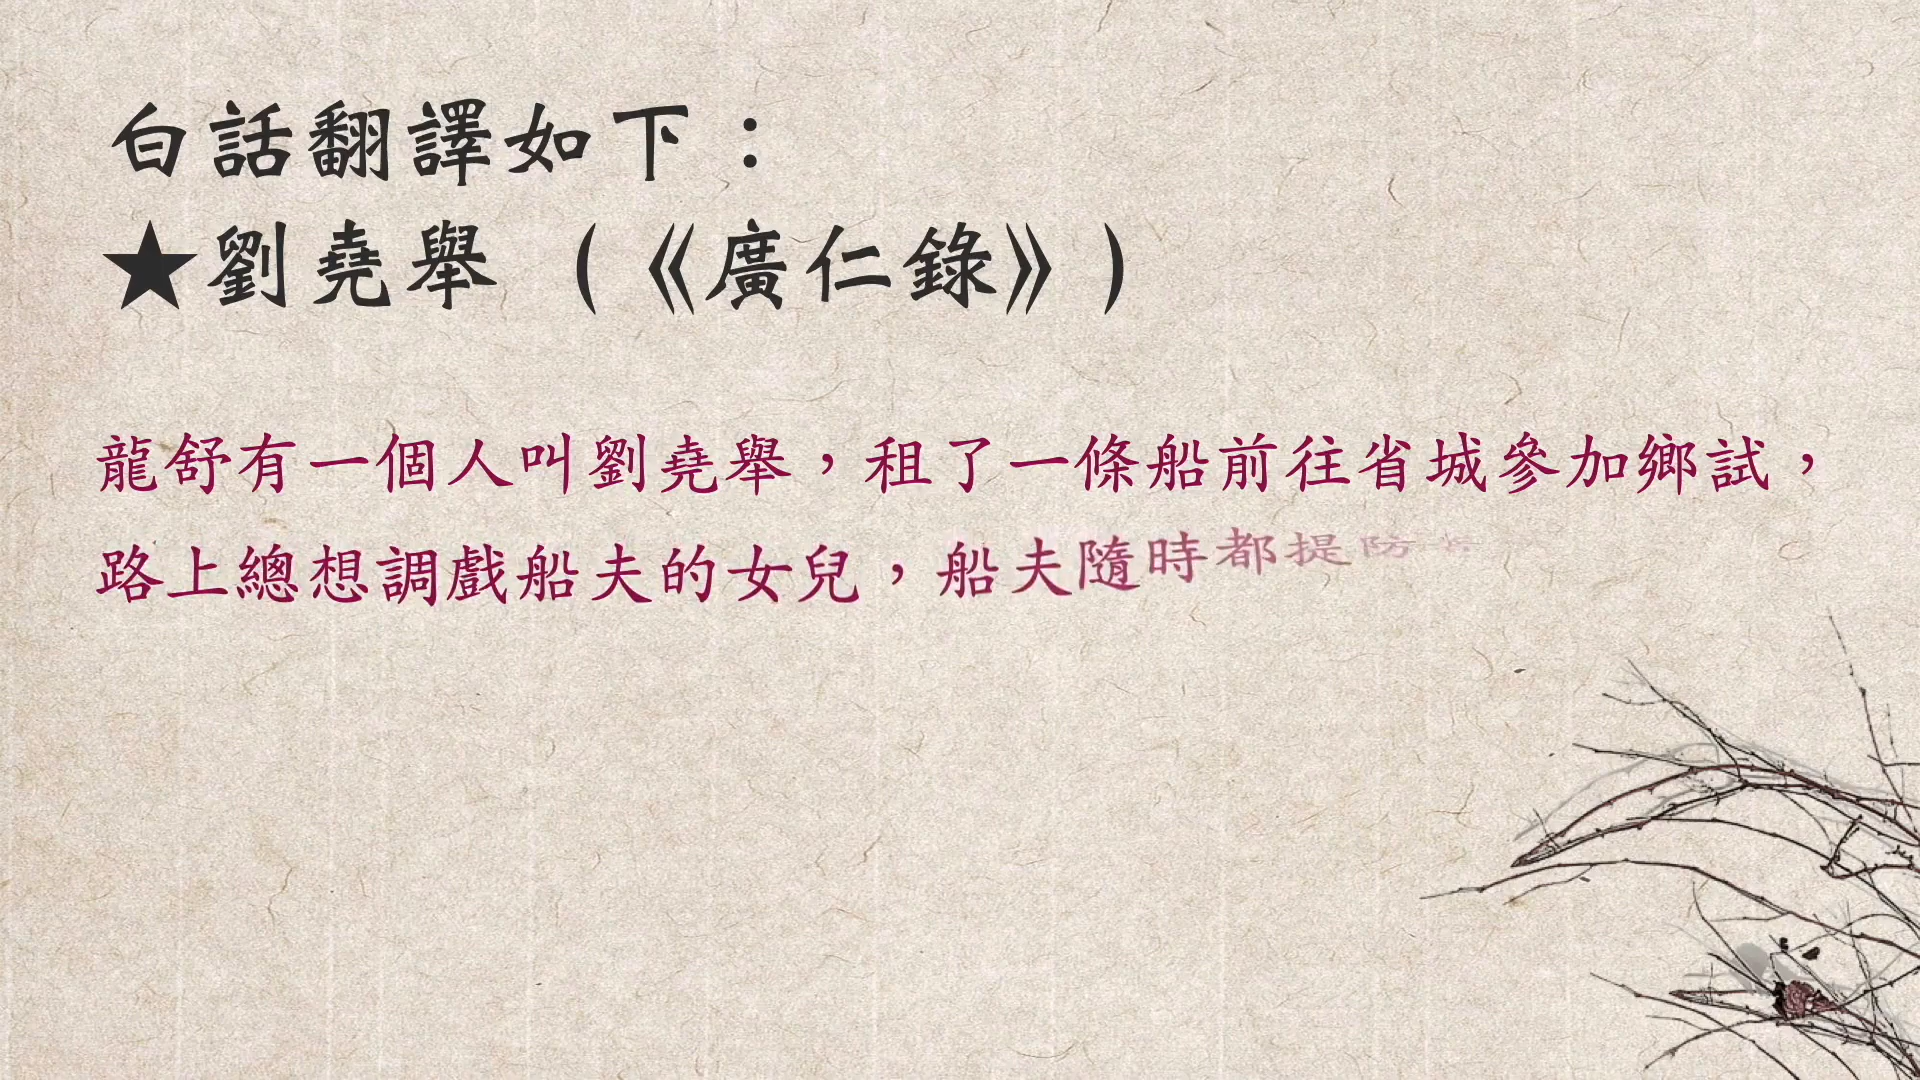 白話翻譯如下：
★劉堯舉（《廣仁錄》）
龍舒有一個人叫劉堯舉，租了一條船前往省城參加鄉試，
路上總想調戲船夫的女兒，船夫隨時都提防